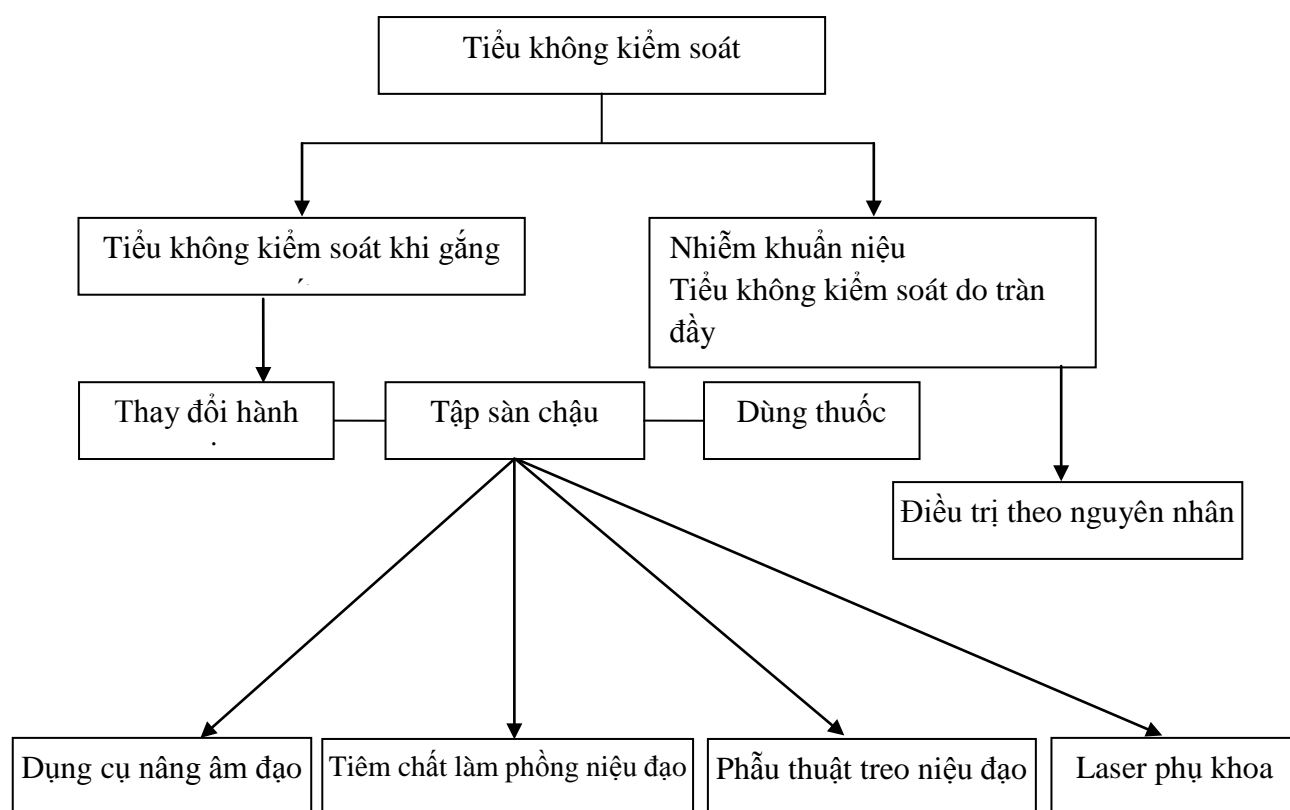 Tiểu không kiểm soát
Tiểu không kiểm soát khi gắng
Nhiễm khuẩn niệu
Tiểu không kiểm soát do tràn
đầy
Thay đổi hành
Tập sàn chậu
Dùng thuốc
Điều trị theo nguyên nhân
Dụng cụ nâng âm đạo
Tiêm chất làm phồng niệu đạo
Phẫu thuật treo niệu đạo
Laser phụ khoa